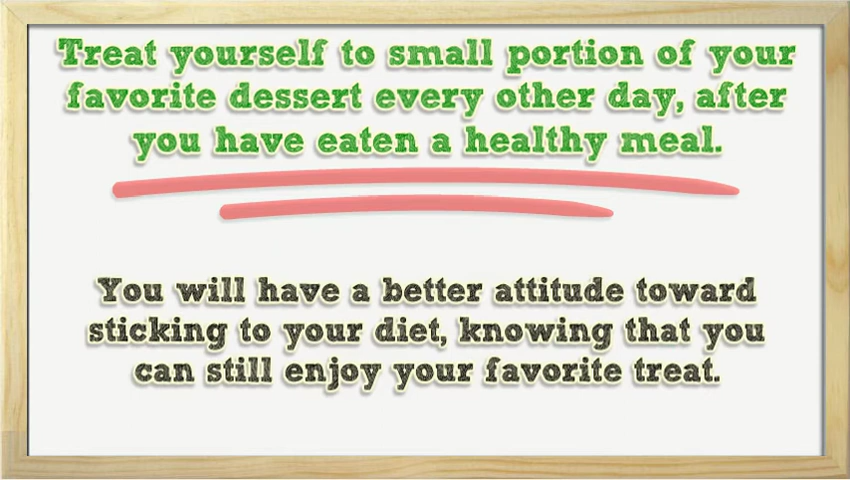 Treat yourself to small portion of your
favorite dessert every other day, after
you have eaten a healthy meal.
You will have a better attitude toward
sticking to your diet, knowing that you
can still enjoy your favorite treat.